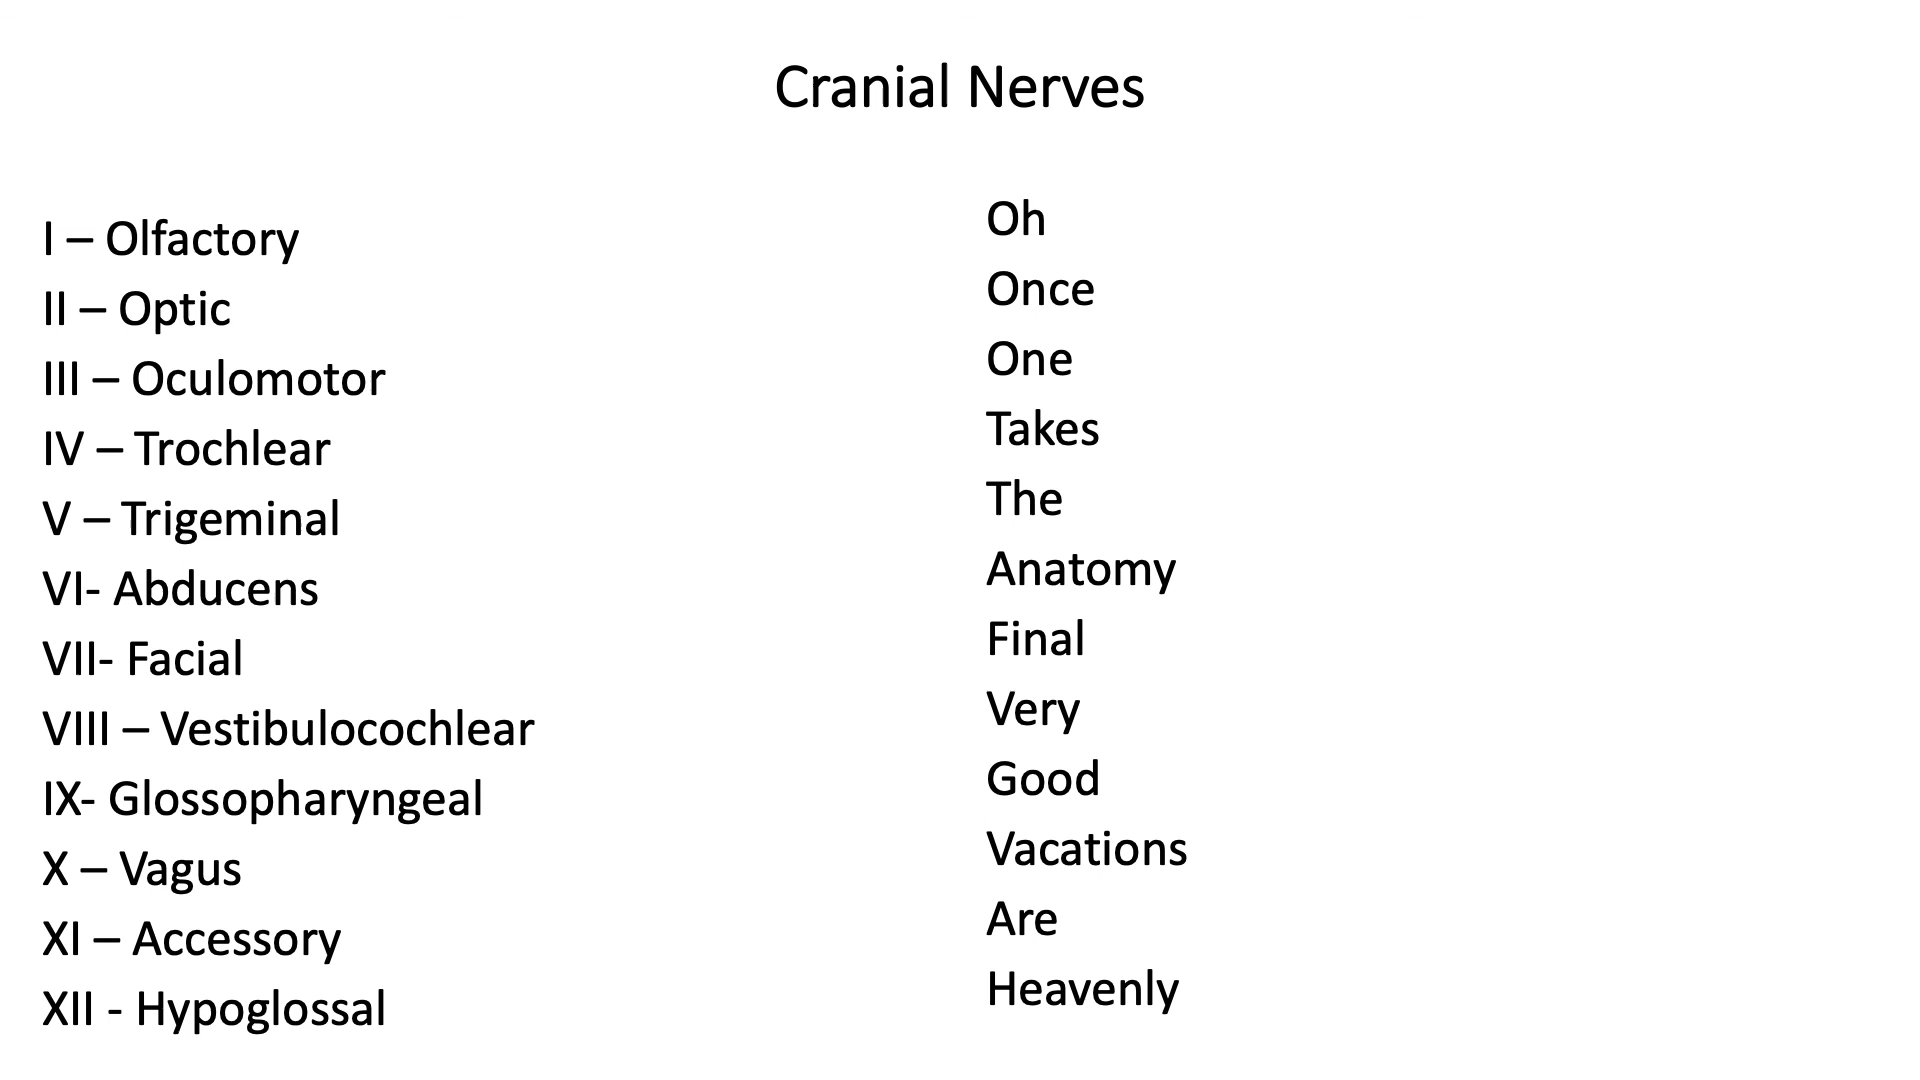 Cranial Nerves
I – Olfactory
II – Optic
III – Oculomotor
IV – Trochlear
V – Trigeminal
VI- Abducens
VII- Facial
VIII – Vestibulocochlear
IX- Glossopharyngeal
X – Vagus
XI – Accessory
XII - Hypoglossal
Oh
Once
One
Takes
The
Anatomy
Final
Very
Good
Vacations
Are
Heavenly